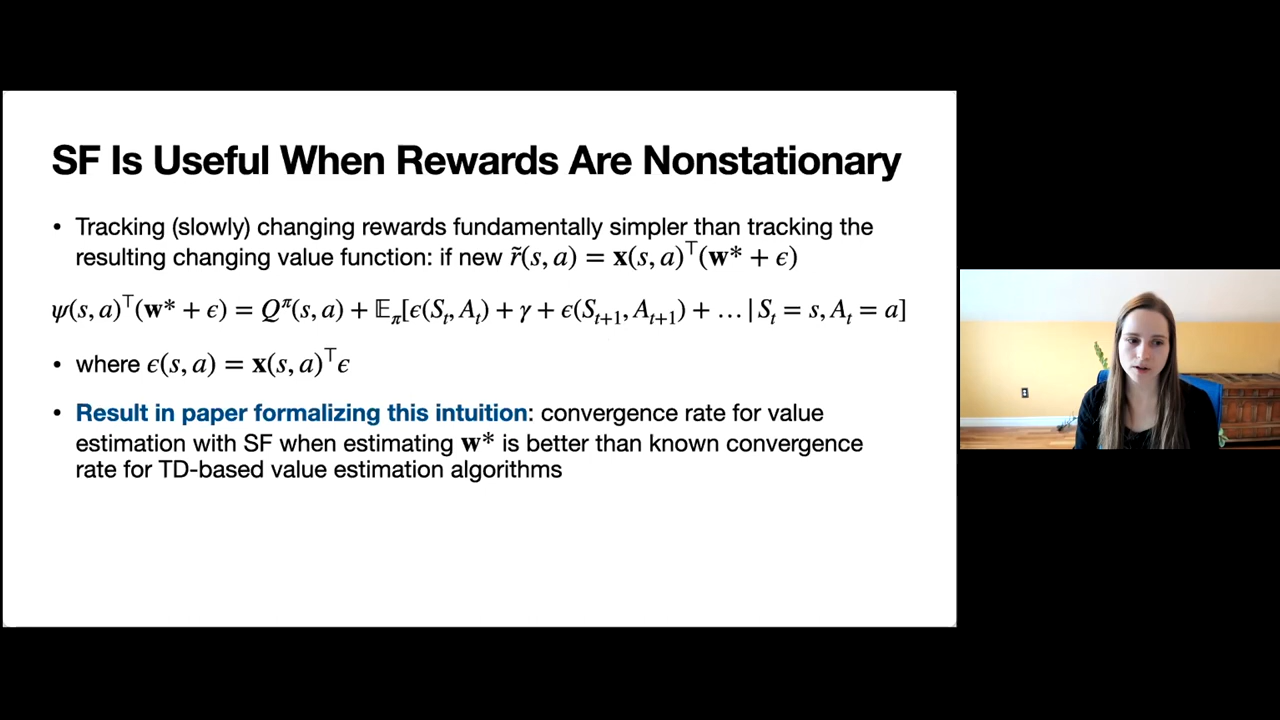 SF Is Useful When Rewards Are Nonstationary
• Tracking (slowly) changing rewards fundamentally simpler than tracking the
resulting changing value function: if new r̃(s, a) = x(s, a)⊤(w* + ϵ)
ψ(s, a)⊤(w* + ϵ) = Qπ(s, a) + 𝔼π[ϵ(St, At) + γ + ϵ(St+1, At+1) + … | St = s, At = a]
• where ϵ(s, a) = x(s, a)⊤ϵ
• Result in paper formalizing this intuition: convergence rate for value
estimation with SF when estimating w* is better than known convergence
rate for TD-based value estimation algorithms